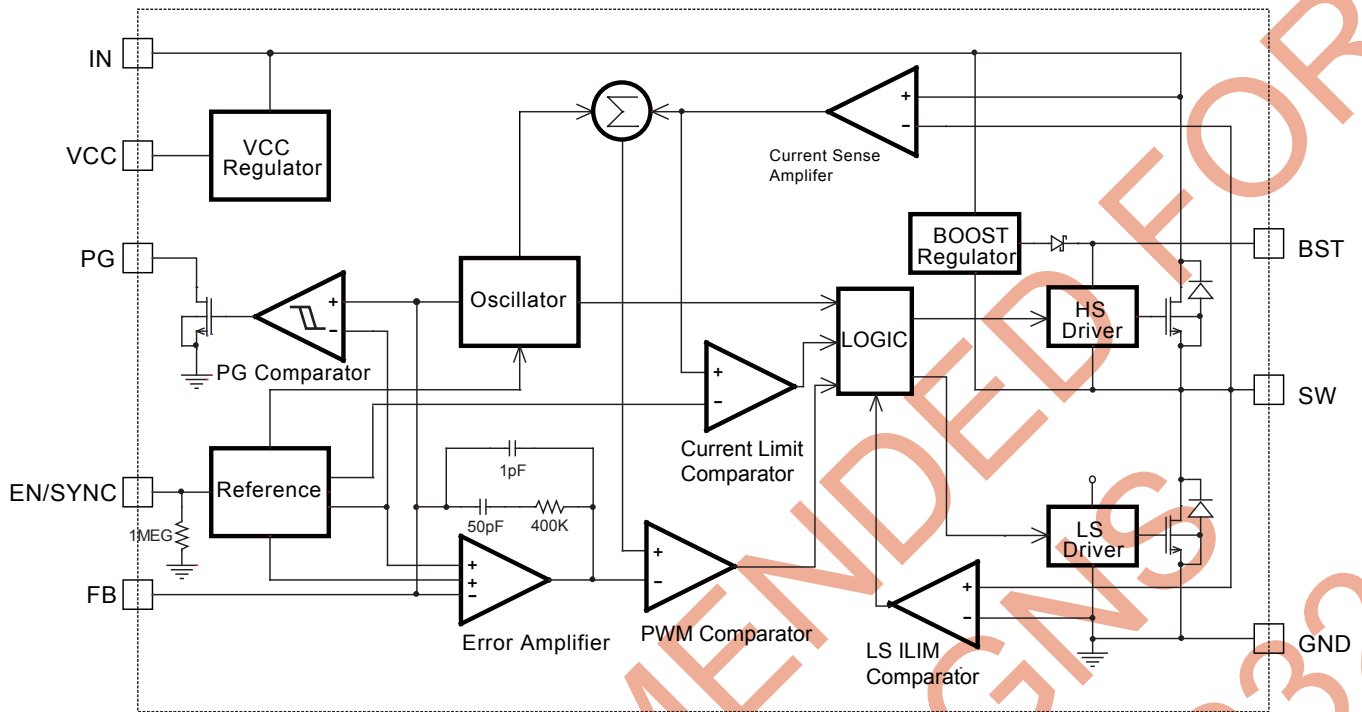 IN
VCC
VCC
Regulator
Σ
+
−
Current Sense
Amplifer
PG
+
−
PG Comparator
Oscillator
BOOST
Regulator
BST
HS
Driver
LOGIC
+
−
Current Limit
Comparator
SW
EN/SYNC
1MEG
Reference
1pF
50pF
400K
FB
+
+
−
Error Amplifier
+
−
PWM Comparator
LS
Driver
+
−
LS ILIM
Comparator
GND
MENDED FOR
GNS